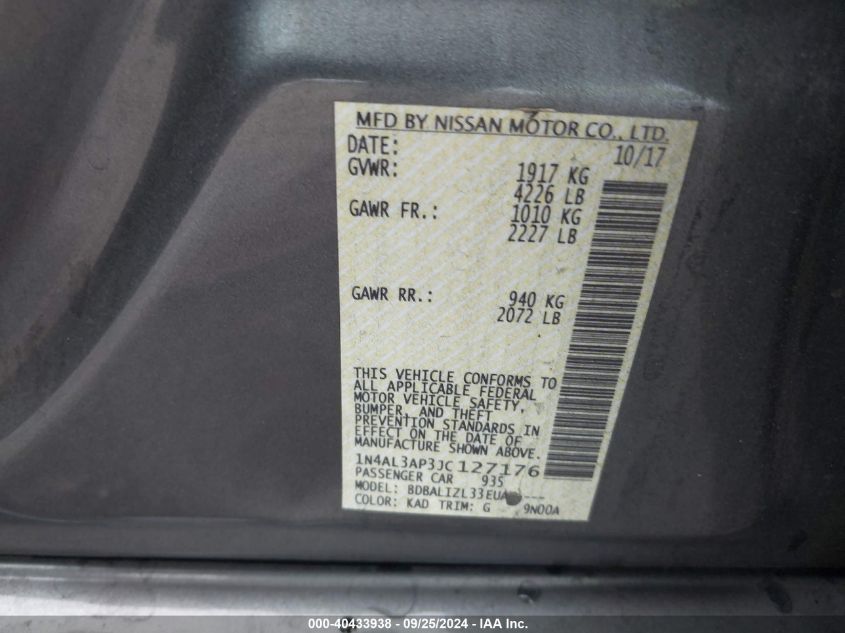 MFD BY NISSAN MOTOR CO., LTD.
DATE: 10/17
GVWR: 1917 KG
4226 LB
GAWR FR.: 1010 KG
2227 LB
GAWR RR.: 940 KG
2072 LB
THIS VEHICLE CONFORMS TO
ALL APPLICABLE FEDERAL
MOTOR VEHICLE SAFETY,
BUMPER, AND THEFT
PREVENTION STANDARDS IN
EFFECT ON THE DATE OF
MANUFACTURE SHOWN ABOVE.
1N4AL3AP3JC127176
PASSENGER CAR 935
MODEL:
COLOR: KAD TRIM: G 9N00A
000-40433938 - 09/25/2024 - IAA Inc.